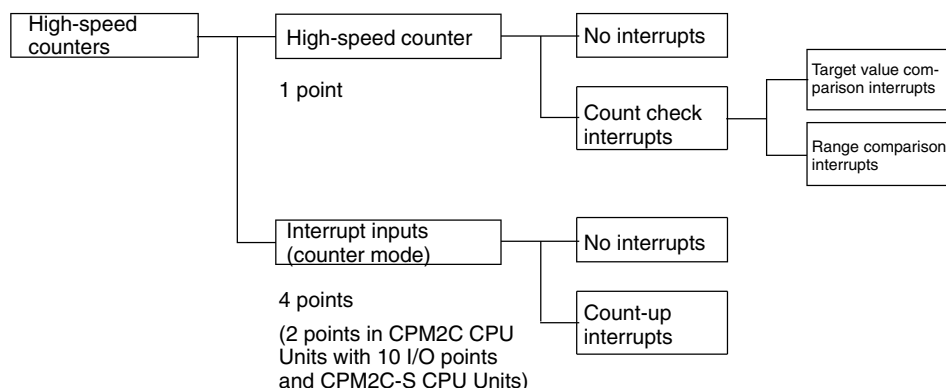 High-speed
counters
High-speed counter
1 point
No interrupts
Count check
interrupts
Target value com-
parison interrupts
Range comparison
interrupts
Interrupt inputs
(counter mode)
4 points
(2 points in CPM2C CPU
Units with 10 I/O points
and CPM2C-S CPU Units)
No interrupts
Count-up
interrupts